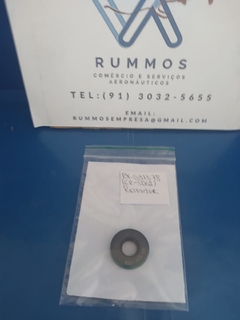 RUMMOS
COMÉRCIO E SERVIÇOS
AERONÁUTICOS
TEL:(91) 3032-5655
EMAIL:
RUMMOSEMPRESA@GMAIL.COM